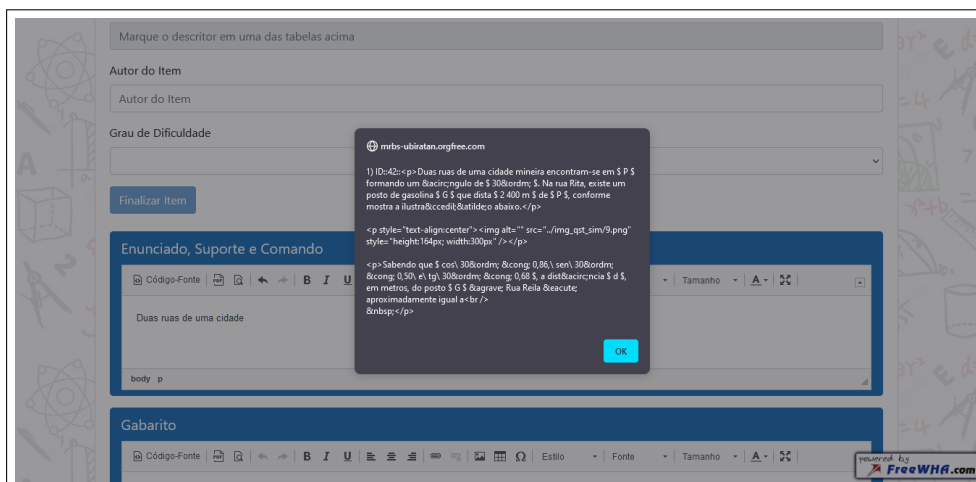 Marque o descritor em uma das tabelas acima
Autor do Item
Autor do Item
Grau de Dificuldade
Finalizar Item
mrbs-ubiratan.orgfree.com
1) ID::42::<p>Duas ruas de uma cidade mineira encontram-se em $ P $
formando um &acirc;ngulo de $ 30&ordm; $. Na rua Rita, existe um
posto de gasolina $ G $ que dista $ 2 400 m $ de $ P $, conforme
mostra a ilustra&ccedil;&atilde;o abaixo.</p>
<p style="text-align:center"><img alt="" src="../img_qst_sim/9.png"
style="height:164px; width:300px" /></p>
<p>Sabendo que $ cos\ 30&ordm; &cong; 0,86,\ sen\ 30&ordm;
&cong; 0,50\ e\ tg\ 30&ordm; &cong; 0,68 $, a dist&acirc;ncia $ d $,
em metros, do posto $ G $ &agrave; Rua Reila &eacute;
aproximadamente igual a<br />
&nbsp;</p>
OK
Enunciado, Suporte e Comando
Código-Fonte B I U Tamanho A
Duas ruas de uma cidade
body p
Gabarito
Código-Fonte B I U Ω Estilo Fonte Tamanho A
powered by
FreeWHA.com